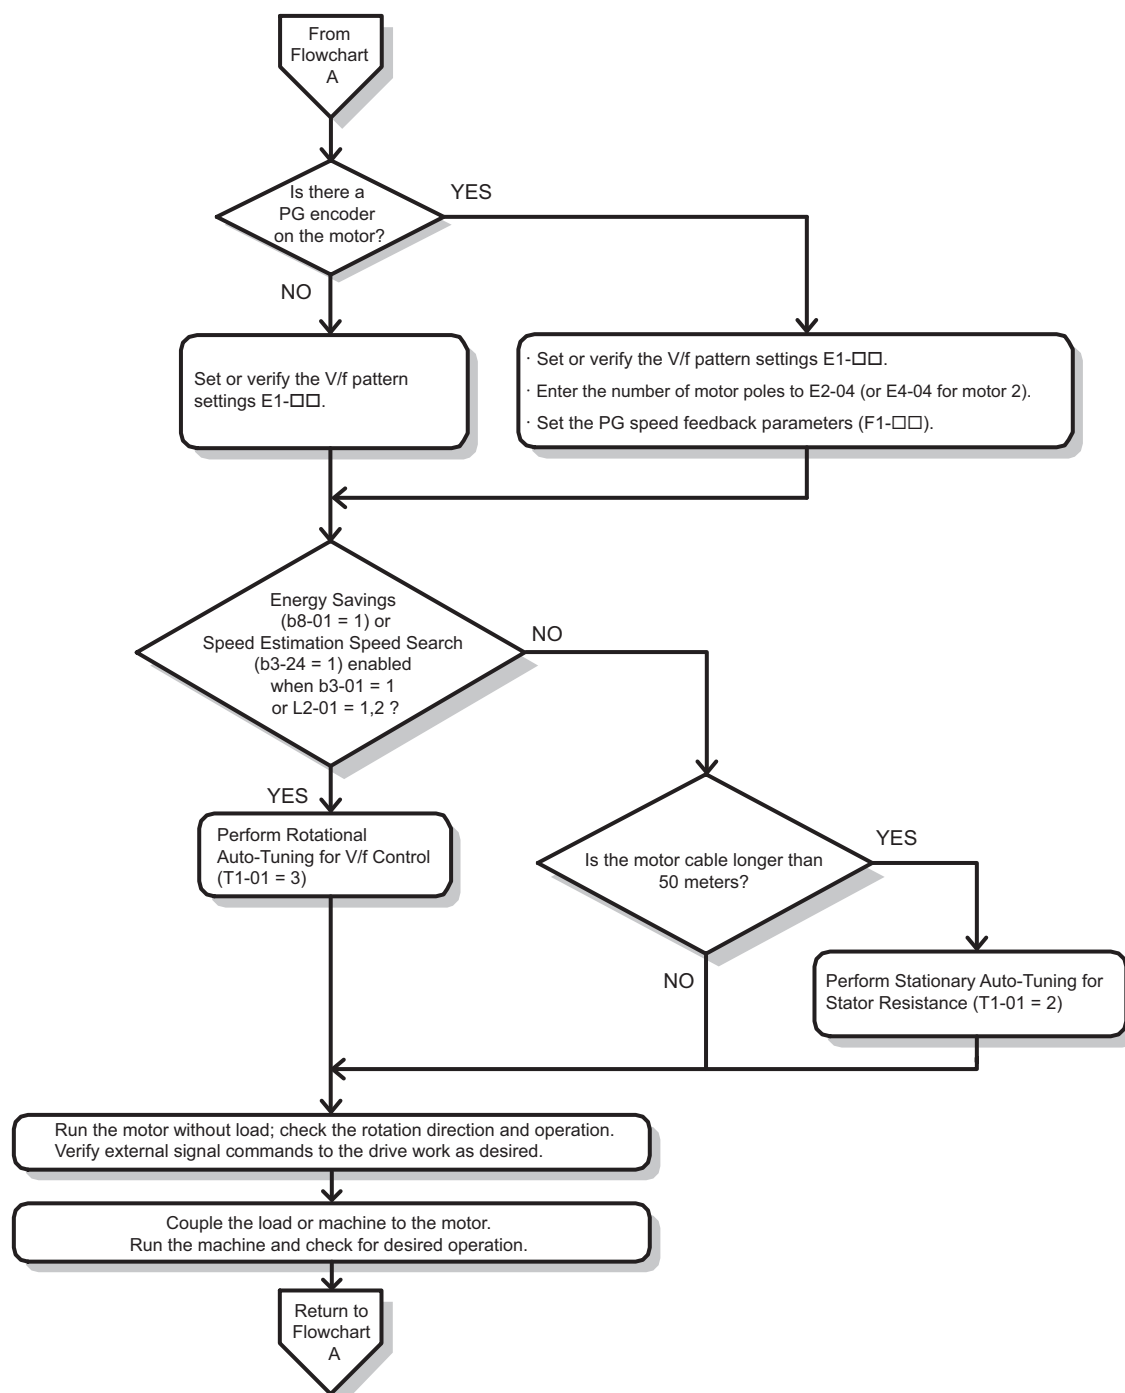 From
Flowchart
A
Is there a
PG encoder
on the motor?
YES
NO
Set or verify the V/f pattern
settings E1-□□.
· Set or verify the V/f pattern settings E1-□□.
· Enter the number of motor poles to E2-04 (or E4-04 for motor 2).
· Set the PG speed feedback parameters (F1-□□).
Energy Savings
(b8-01 = 1) or
Speed Estimation Speed Search
(b3-24 = 1) enabled
when b3-01 = 1
or L2-01 = 1,2 ?
NO
YES
Perform Rotational
Auto-Tuning for V/f Control
(T1-01 = 3)
Is the motor cable longer than
50 meters?
YES
NO
Perform Stationary Auto-Tuning for
Stator Resistance (T1-01 = 2)
Run the motor without load; check the rotation direction and operation.
Verify external signal commands to the drive work as desired.
Couple the load or machine to the motor.
Run the machine and check for desired operation.
Return to
Flowchart
A